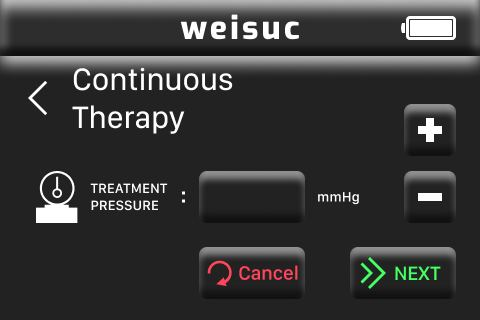 weisuc
Continuous
Therapy
TREATMENT
PRESSURE :
mmHg
Cancel
NEXT